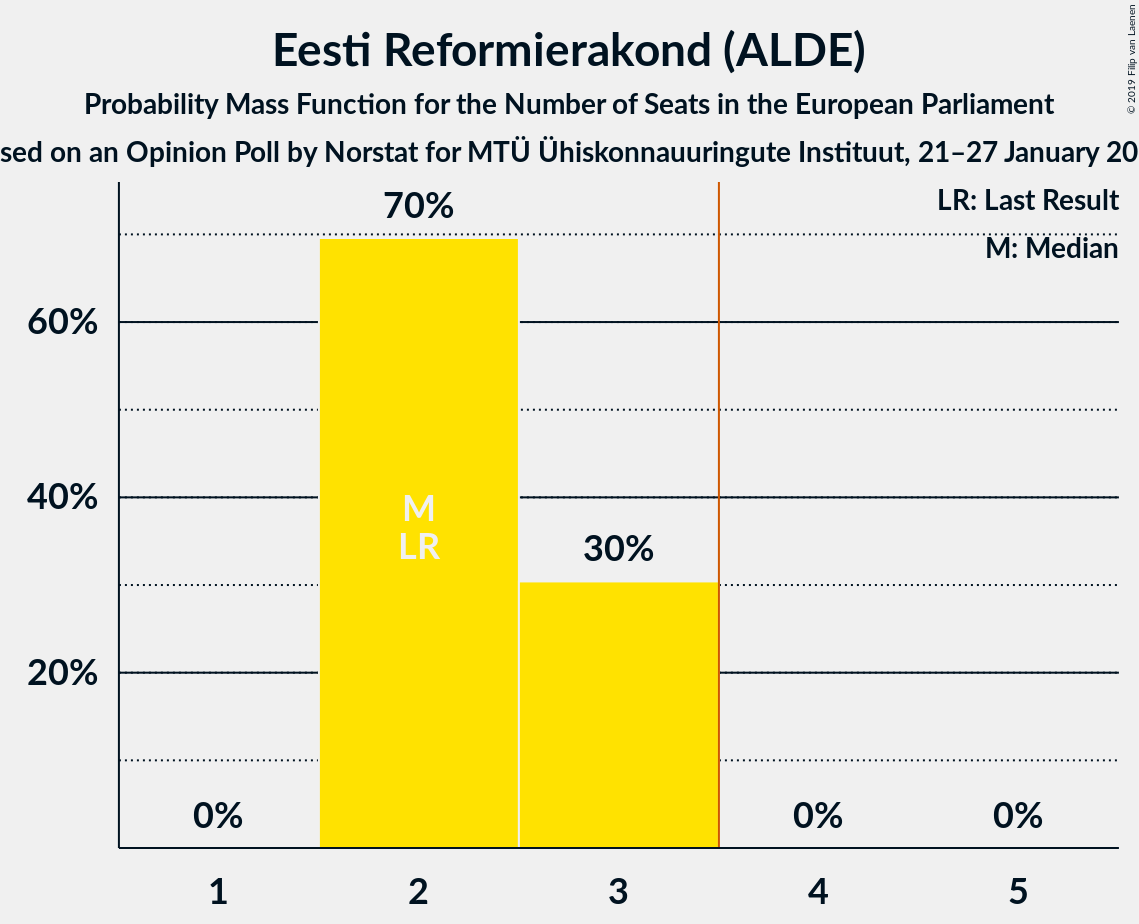 Eesti Reformierakond (ALDE)
Probability Mass Function for the Number of Seats in the European Parliament
sed on an Opinion Poll by Norstat for MTÜ Ühiskonnauuringute Instituut, 21–27 January 20
© 2019 Filip van Laenen
LR: Last Result
M: Median
70%
60%
40%
M
LR
30%
20%
0%
0%
0%
1
2
3
4
5